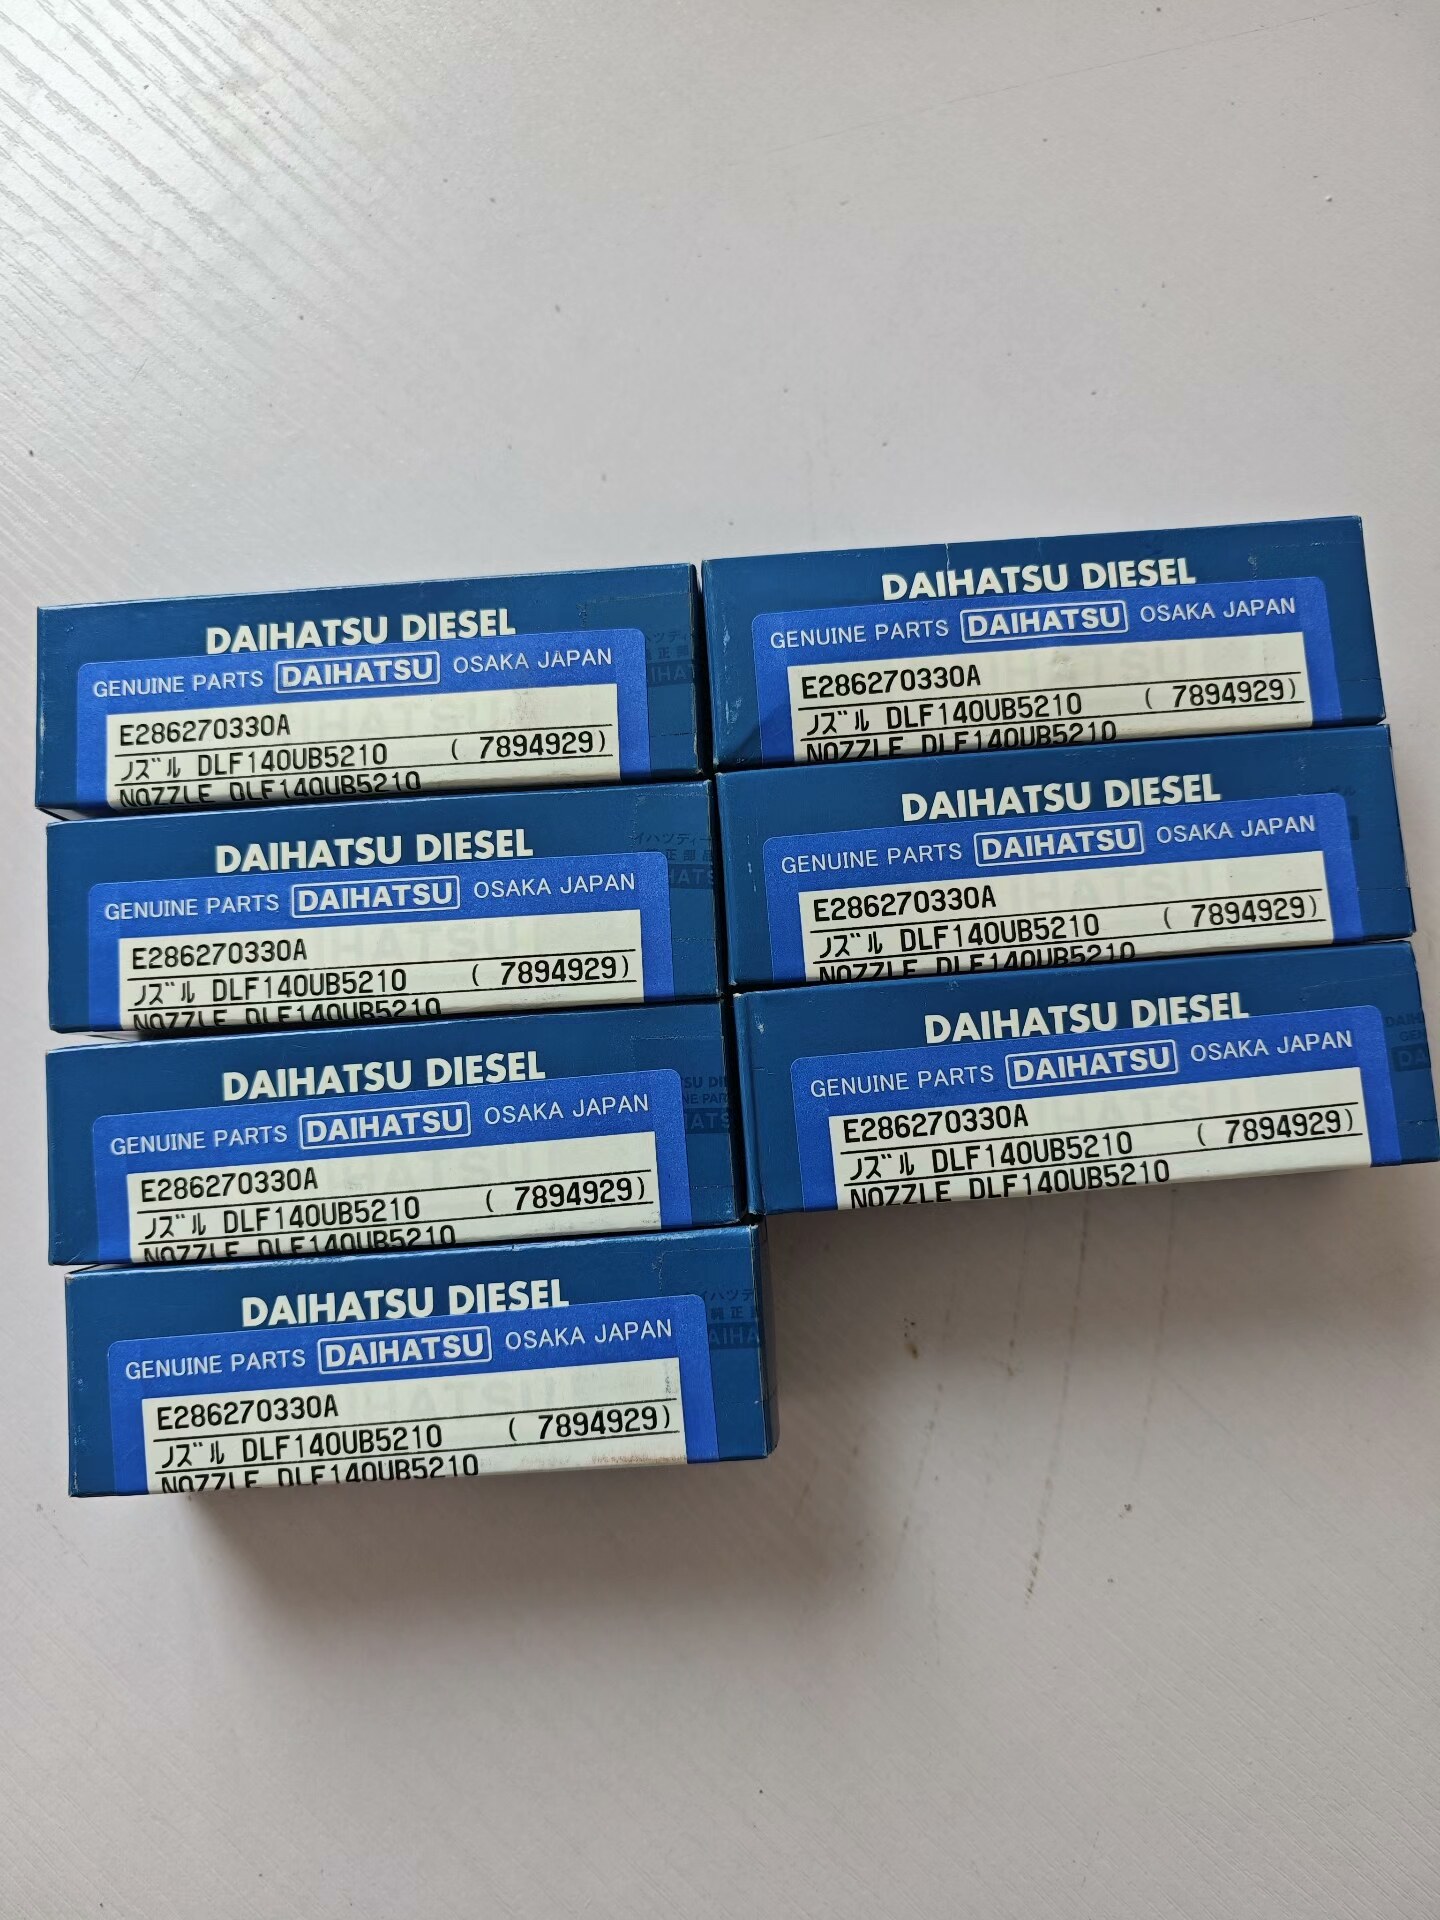 DAIHATSU DIESEL
GENUINE PARTS DAIHATSU OSAKA JAPAN
E286270330A
ノズル DLF140UB5210 ( 7894929)
NOZZLE DLF140UB5210
DAIHATSU DIESEL
GENUINE PARTS DAIHATSU OSAKA JAPAN
E286270330A
ノズル DLF140UB5210 ( 7894929)
NOZZLE DLF140UB5210
DAIHATSU DIESEL
GENUINE PARTS DAIHATSU OSAKA JAPAN
E286270330A
ノズル DLF140UB5210 ( 7894929)
NOZZLE DLF140UB5210
DAIHATSU DIESEL
GENUINE PARTS DAIHATSU OSAKA JAPAN
E286270330A
ノズル DLF140UB5210 ( 7894929)
NOZZLE DLF140UB5210
DAIHATSU DIESEL
GENUINE PARTS DAIHATSU OSAKA JAPAN
E286270330A
ノズル DLF140UB5210 ( 7894929)
NOZZLE DLF140UB5210
DAIHATSU DIESEL
GENUINE PARTS DAIHATSU OSAKA JAPAN
E286270330A
ノズル DLF140UB5210 ( 7894929)
NOZZLE DLF140UB5210
DAIHATSU DIESEL
GENUINE PARTS DAIHATSU OSAKA JAPAN
E286270330A
ノズル DLF140UB5210 ( 7894929)
NOZZLE DLF140UB5210